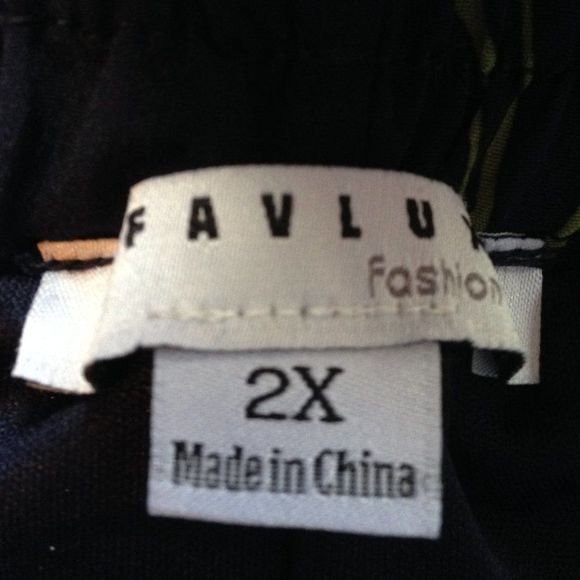 FAVLUX
fashion
2X
Made in China